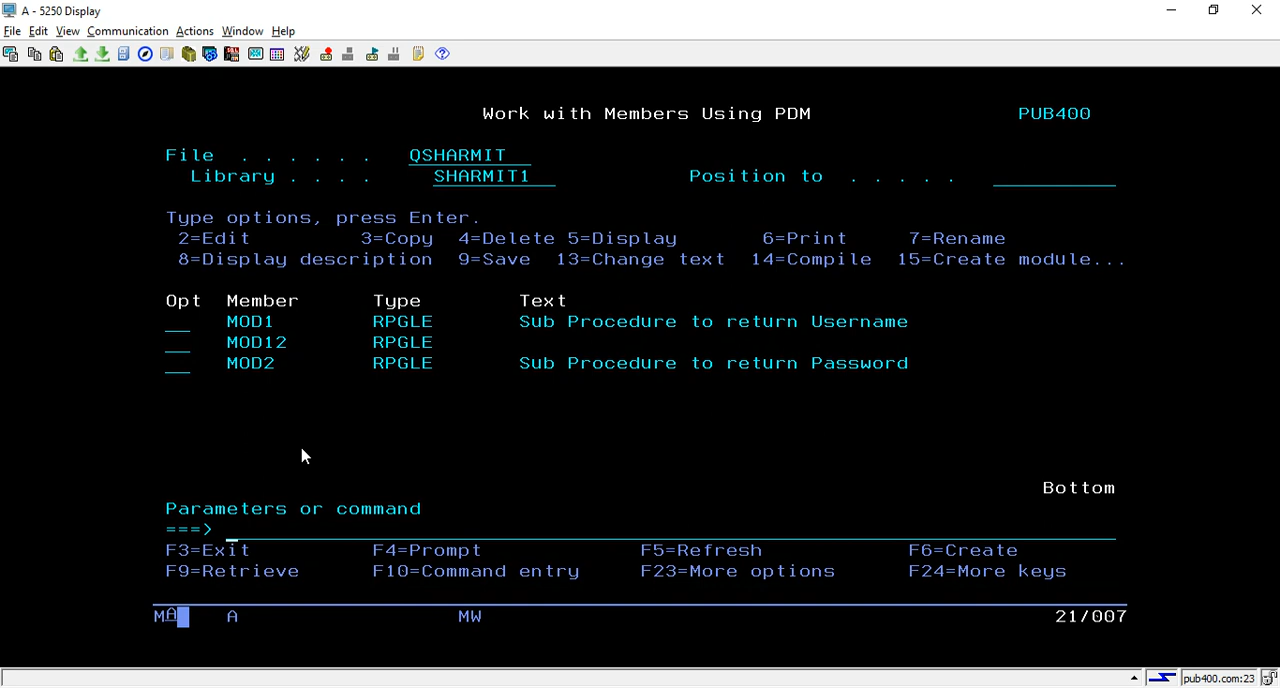 A - 5250 Display
File Edit View Communication Actions Window Help
Work with Members Using PDM PUB400
File . . . . . . QSHARMIT
Library . . . . SHARMIT1 Position to . . . . .
Type options, press Enter.
2=Edit 3=Copy 4=Delete 5=Display 6=Print 7=Rename
8=Display description 9=Save 13=Change text 14=Compile 15=Create module...
Opt Member Type Text
MOD1 RPGLE Sub Procedure to return Username
MOD12 RPGLE
MOD2 RPGLE Sub Procedure to return Password
Bottom
Parameters or command
===>
F3=Exit F4=Prompt F5=Refresh F6=Create
F9=Retrieve F10=Command entry F23=More options F24=More keys
MA A MW 21/007
pub400.com:23